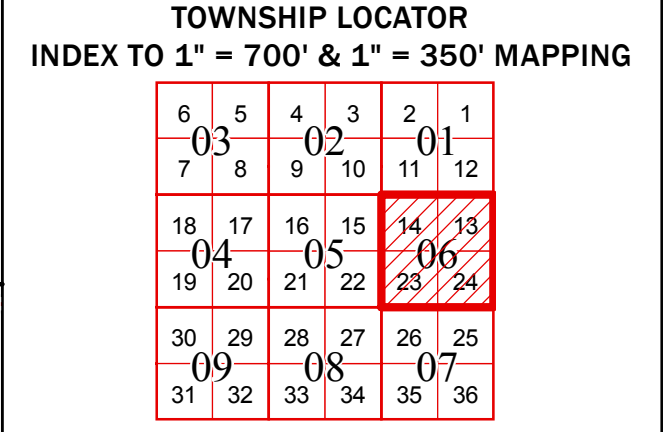 TOWNSHIP LOCATOR
INDEX TO 1" = 700' & 1" = 350' MAPPING
6 5 4 3 2 1
03 02 01
7 8 9 10 11 12
18 17 16 15 14 13
04 05 06
19 20 21 22 23 24
30 29 28 27 26 25
09 08 07
31 32 33 34 35 36